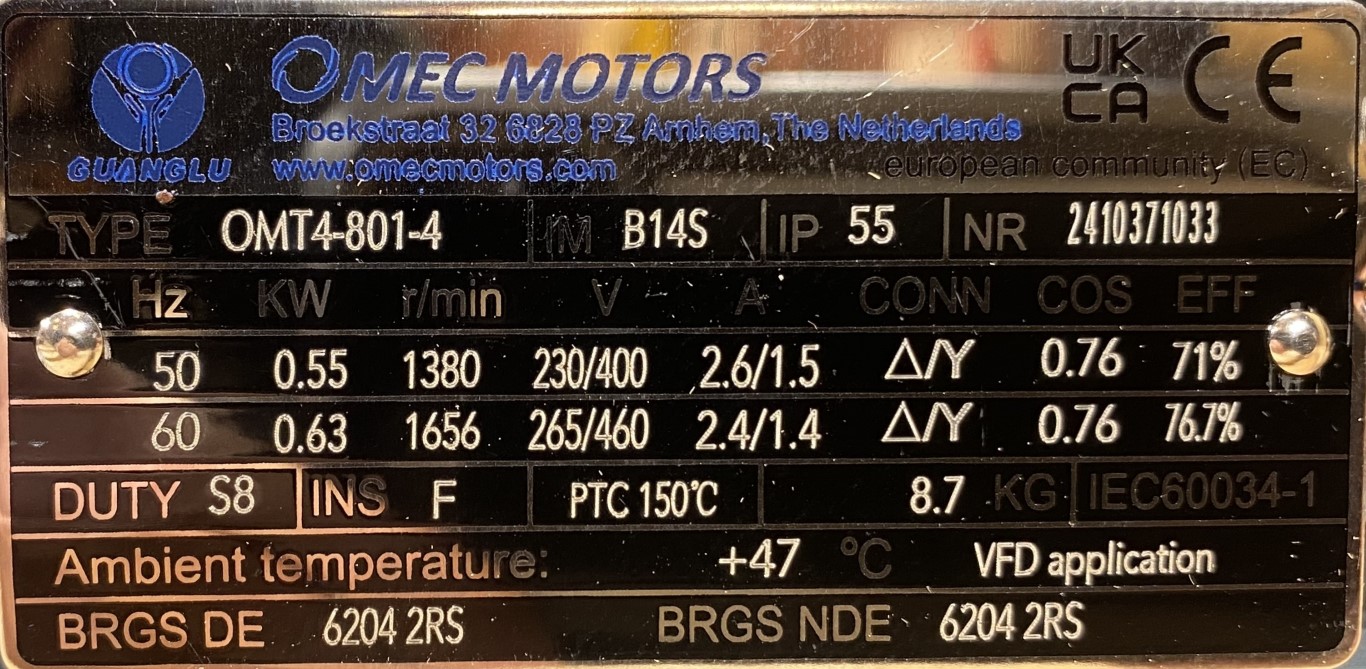 GUANGLU
OMEC MOTORS
Broekstraat 32 6828 PZ Arnhem, The Netherlands
www.omecmotors.com
UK
CA CE
european community (EC)
TYPE OMT4-801-4 IM B14S IP 55 NR 2410371033
Hz KW r/min V A CONN COS EFF
50 0.55 1380 230/400 2.6/1.5 Δ/Y 0.76 71%
60 0.63 1656 265/460 2.4/1.4 Δ/Y 0.76 76.7%
DUTY S8 INS F PTC 150℃ 8.7 KG IEC60034-1
Ambient temperature: +47 °C VFD application
BRGS DE 6204 2RS BRGS NDE 6204 2RS